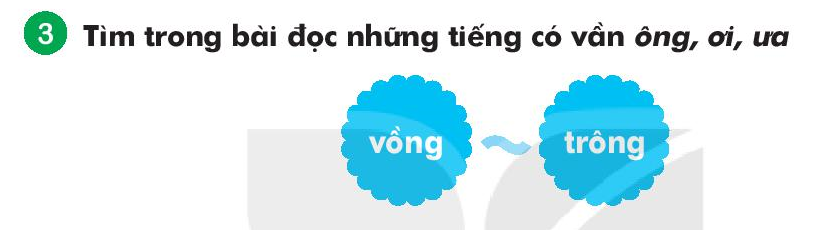 3 Tìm trong bài đọc những tiếng có vần ông, ơi, ưa
vồng ~ trông